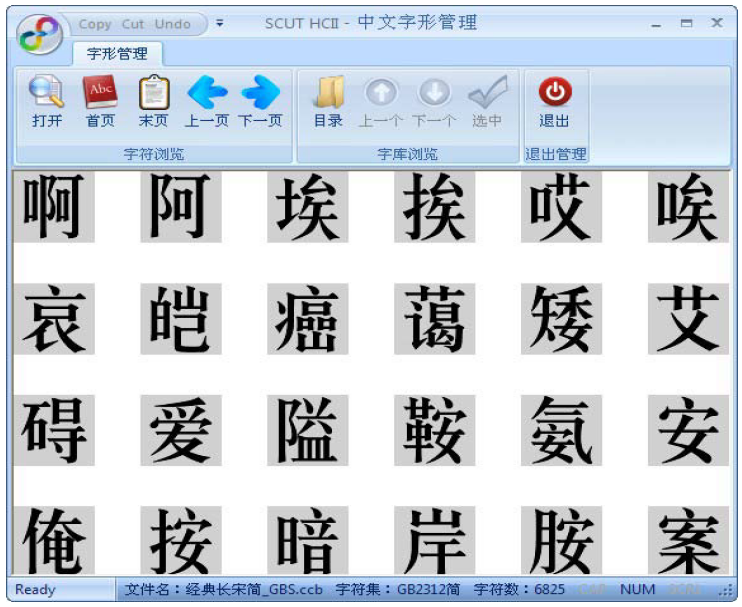 Copy Cut Undo SCUT HCII - 中文字形管理
字形管理
打开 首页 末页 上一页 下一页 目录 上一个 下一个 选中 退出
字符浏览 字库浏览 退出管理
啊 阿 埃 挨 哎 唉
哀 皑 癌 蔼 矮 艾
碍 爱 隘 鞍 氨 安
俺 按 暗 岸 胺 案
Ready 文件名：经典长宋简_GBS.ccb 字符集：GB2312简 字符数：6825 CAP NUM SCRL